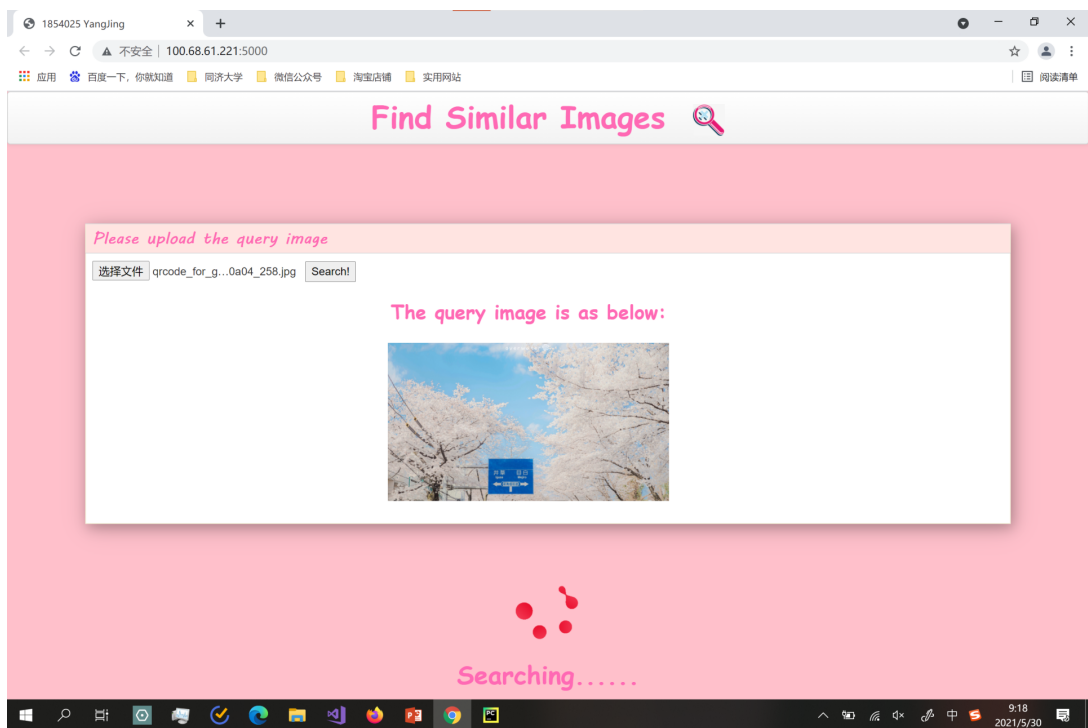 1854025 YangJing
不安全 | 100.68.61.221:5000
应用 百度一下，你就知道 同济大学 微信公众号 淘宝店铺 实用网站 阅读清单
Find Similar Images
Please upload the query image
选择文件 qrcode_for_g...0a04_258.jpg Search!
The query image is as below:
Searching......
中
9:18
2021/5/30